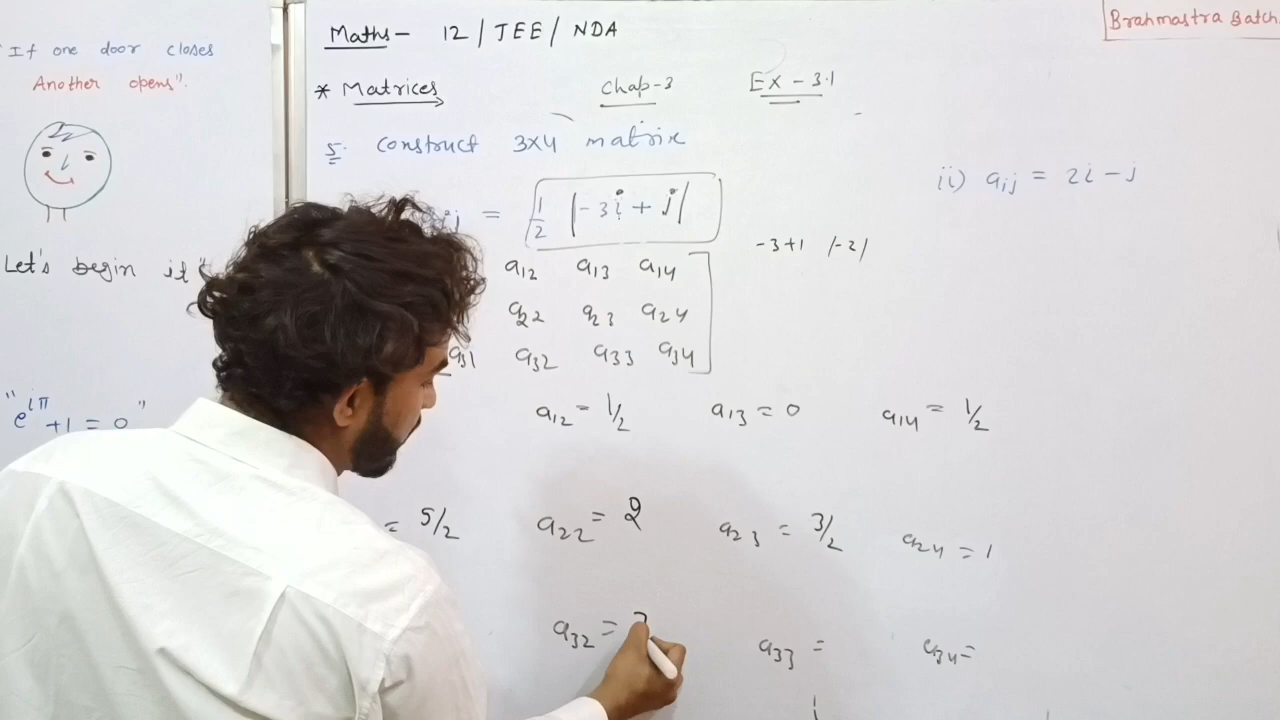 "If one door closes
Another opens".
Let's begin it"
"e^iπ + 1 = 0"
Maths - 12 / JEE / NDA
Brahmastra Batch
* Matrices Chap-3 Ex - 3.1
5. Construct 3x4 matrix
ii) aij = 2i - j
j = 1/2 |-3i + j|
-3+1 |-2|
a12 a13 a14
a22 a23 a24
a31 a32 a33 a34
a12 = 1/2 a13 = 0 a14 = 1/2
= 5/2 a22 = 2 a23 = 3/2 a24 = 1
a32 = a33 = a34 =